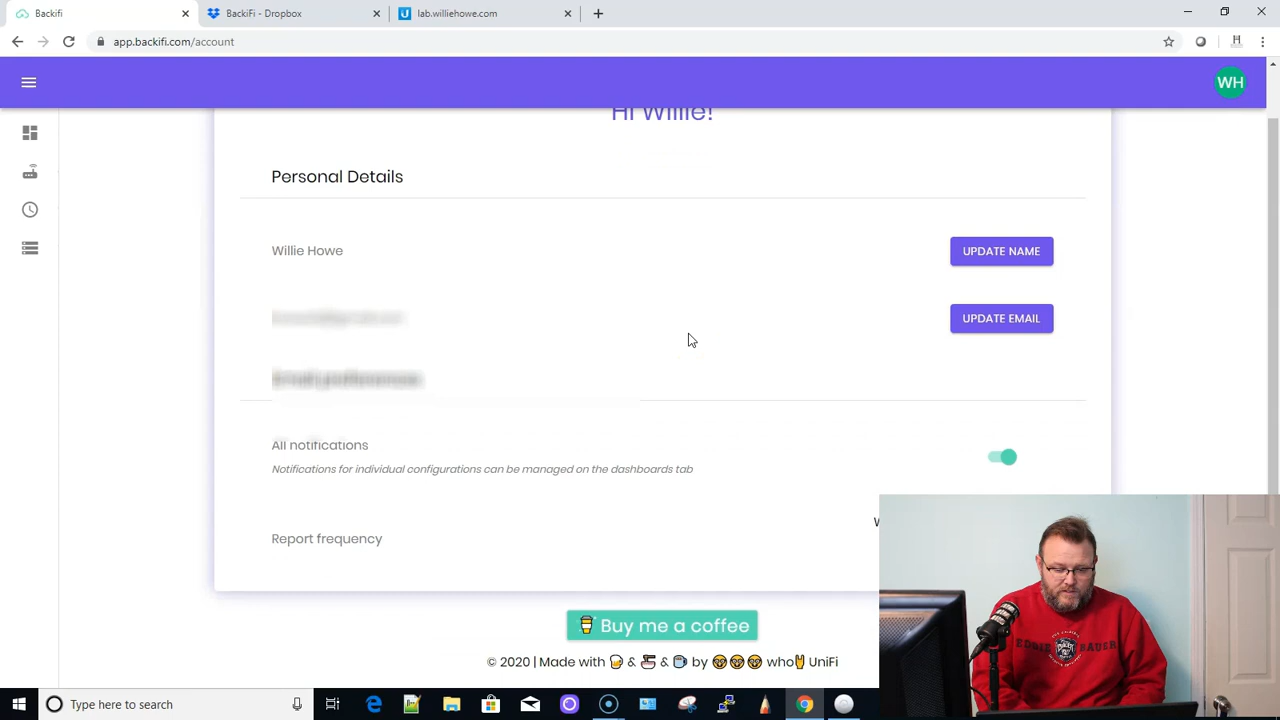 Backifi
BackiFi - Dropbox
lab.williehowe.com
app.backifi.com/account
WH
Hi Willie!
Personal Details
Willie Howe
UPDATE NAME
UPDATE EMAIL
All notifications
Notifications for individual configurations can be managed on the dashboards tab
Report frequency
Buy me a coffee
© 2020 | Made with & & by who UniFi
EDDIE BAUER
Type here to search